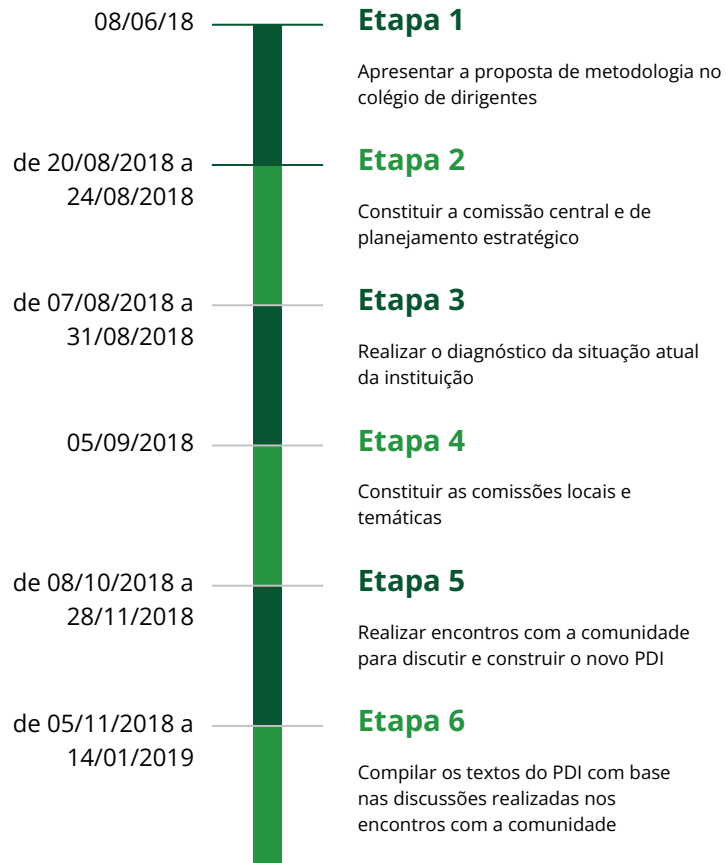 08/06/18
Etapa 1
Apresentar a proposta de metodologia no
colégio de dirigentes
de 20/08/2018 a
24/08/2018
Etapa 2
Constituir a comissão central e de
planejamento estratégico
de 07/08/2018 a
31/08/2018
Etapa 3
Realizar o diagnóstico da situação atual
da instituição
05/09/2018
Etapa 4
Constituir as comissões locais e
temáticas
de 08/10/2018 a
28/11/2018
Etapa 5
Realizar encontros com a comunidade
para discutir e construir o novo PDI
de 05/11/2018 a
14/01/2019
Etapa 6
Compilar os textos do PDI com base
nas discussões realizadas nos
encontros com a comunidade